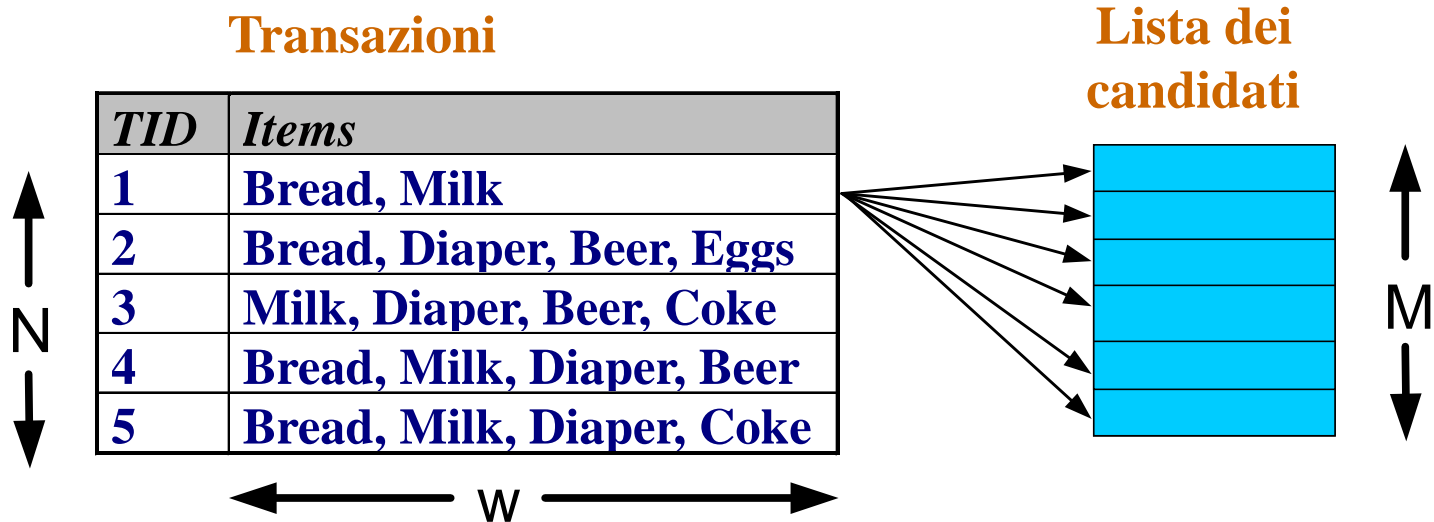 Transazioni
Lista dei
candidati
TID Items
1 Bread, Milk
2 Bread, Diaper, Beer, Eggs
3 Milk, Diaper, Beer, Coke
4 Bread, Milk, Diaper, Beer
5 Bread, Milk, Diaper, Coke
N
M
w